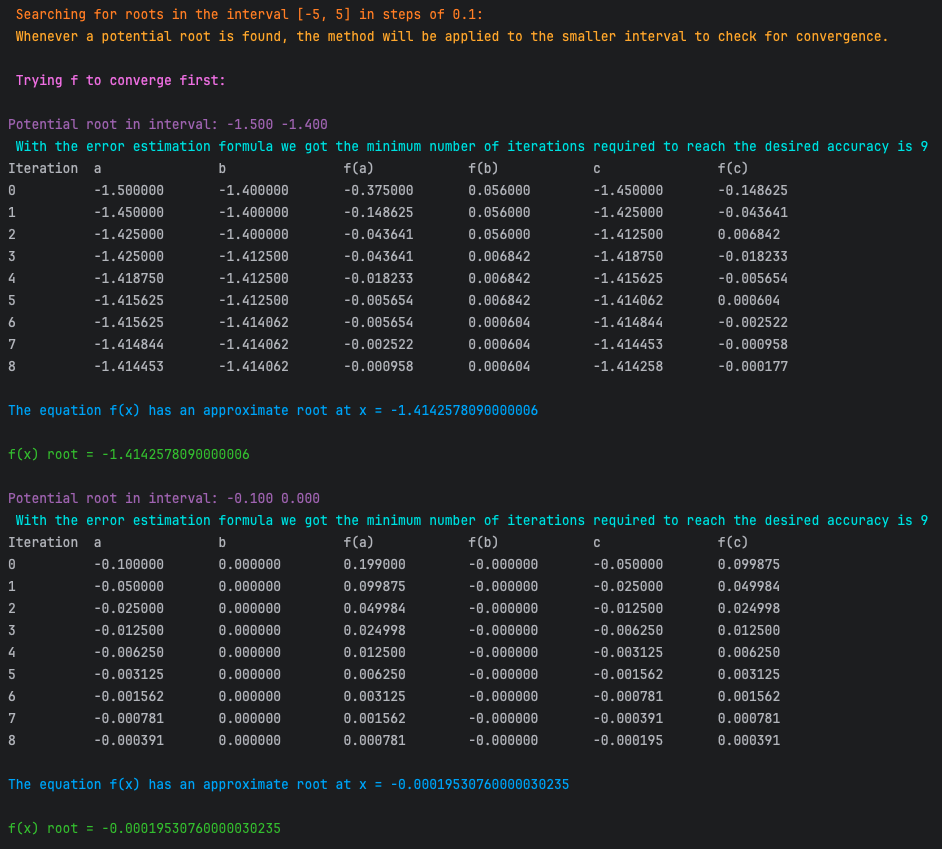 Searching for roots in the interval [-5, 5] in steps of 0.1:
Whenever a potential root is found, the method will be applied to the smaller interval to check for convergence.
Trying f to converge first:
Potential root in interval: -1.500 -1.400
With the error estimation formula we got the minimum number of iterations required to reach the desired accuracy is 9
Iteration a b f(a) f(b) c f(c)
0 -1.500000 -1.400000 -0.375000 0.056000 -1.450000 -0.148625
1 -1.450000 -1.400000 -0.148625 0.056000 -1.425000 -0.043641
2 -1.425000 -1.400000 -0.043641 0.056000 -1.412500 0.006842
3 -1.425000 -1.412500 -0.043641 0.006842 -1.418750 -0.018233
4 -1.418750 -1.412500 -0.018233 0.006842 -1.415625 -0.005654
5 -1.415625 -1.412500 -0.005654 0.006842 -1.414062 0.000604
6 -1.415625 -1.414062 -0.005654 0.000604 -1.414844 -0.002522
7 -1.414844 -1.414062 -0.002522 0.000604 -1.414453 -0.000958
8 -1.414453 -1.414062 -0.000958 0.000604 -1.414258 -0.000177
The equation f(x) has an approximate root at x = -1.4142578090000006
f(x) root = -1.4142578090000006
Potential root in interval: -0.100 0.000
With the error estimation formula we got the minimum number of iterations required to reach the desired accuracy is 9
Iteration a b f(a) f(b) c f(c)
0 -0.100000 0.000000 0.199000 -0.000000 -0.050000 0.099875
1 -0.050000 0.000000 0.099875 -0.000000 -0.025000 0.049984
2 -0.025000 0.000000 0.049984 -0.000000 -0.012500 0.024998
3 -0.012500 0.000000 0.024998 -0.000000 -0.006250 0.012500
4 -0.006250 0.000000 0.012500 -0.000000 -0.003125 0.006250
5 -0.003125 0.000000 0.006250 -0.000000 -0.001562 0.003125
6 -0.001562 0.000000 0.003125 -0.000000 -0.000781 0.001562
7 -0.000781 0.000000 0.001562 -0.000000 -0.000391 0.000781
8 -0.000391 0.000000 0.000781 -0.000000 -0.000195 0.000391
The equation f(x) has an approximate root at x = -0.00019530760000030235
f(x) root = -0.00019530760000030235